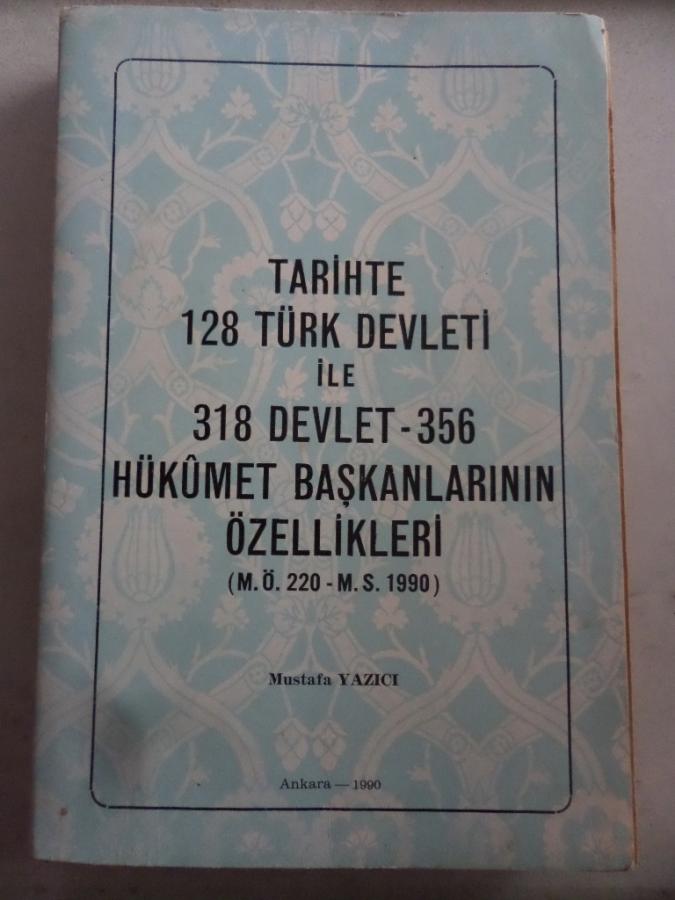 TARİHTE
128 TÜRK DEVLETİ
İLE
318 DEVLET - 356
HÜKÛMET BAŞKANLARININ
ÖZELLİKLERİ
(M.Ö. 220 - M.S. 1990)
Mustafa YAZICI
Ankara — 1990